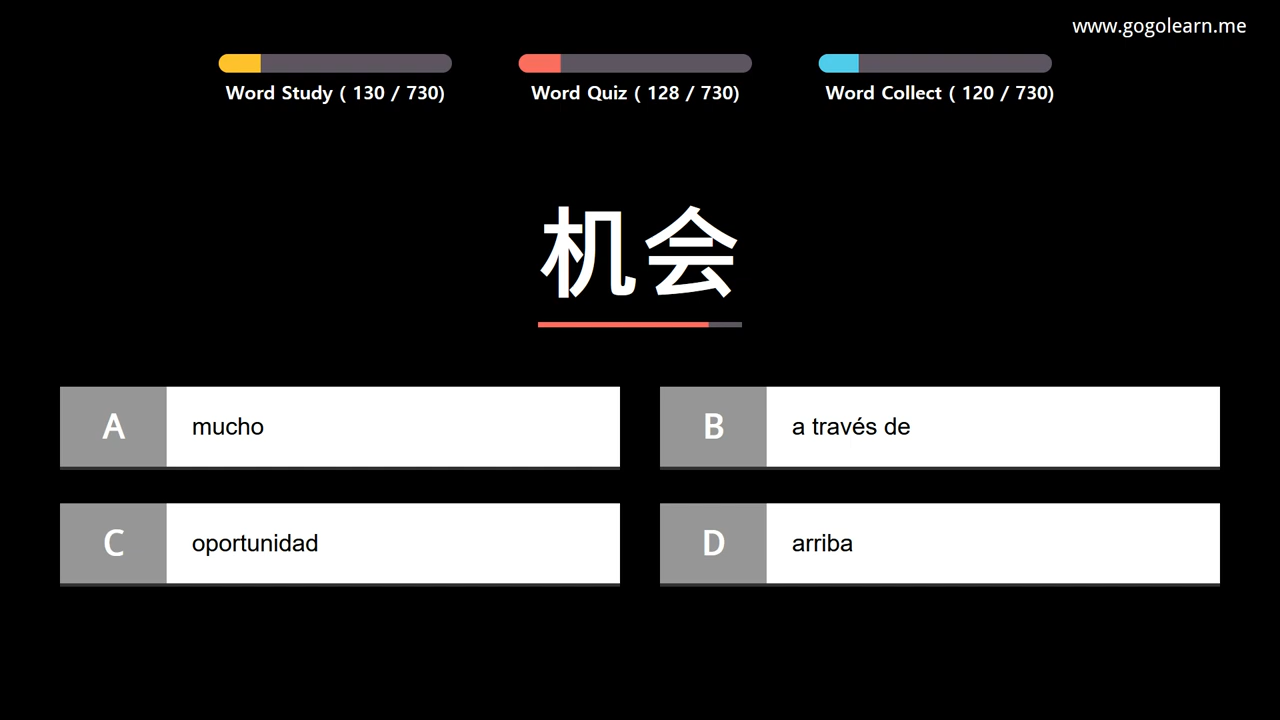 www.gogolearn.me
Word Study ( 130 / 730)
Word Quiz ( 128 / 730)
Word Collect ( 120 / 730)
机会
A mucho
B a través de
C oportunidad
D arriba